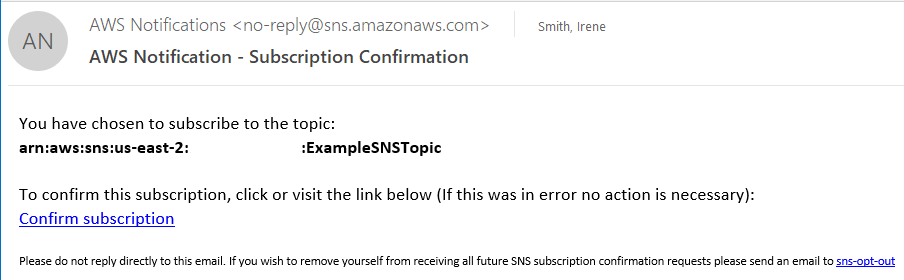 AN
AWS Notifications <no-reply@sns.amazonaws.com>
Smith, Irene
AWS Notification - Subscription Confirmation
You have chosen to subscribe to the topic:
arn:aws:sns:us-east-2: :ExampleSNSTopic
To confirm this subscription, click or visit the link below (If this was in error no action is necessary):
Confirm subscription
Please do not reply directly to this email. If you wish to remove yourself from receiving all future SNS subscription confirmation requests please send an email to sns-opt-out